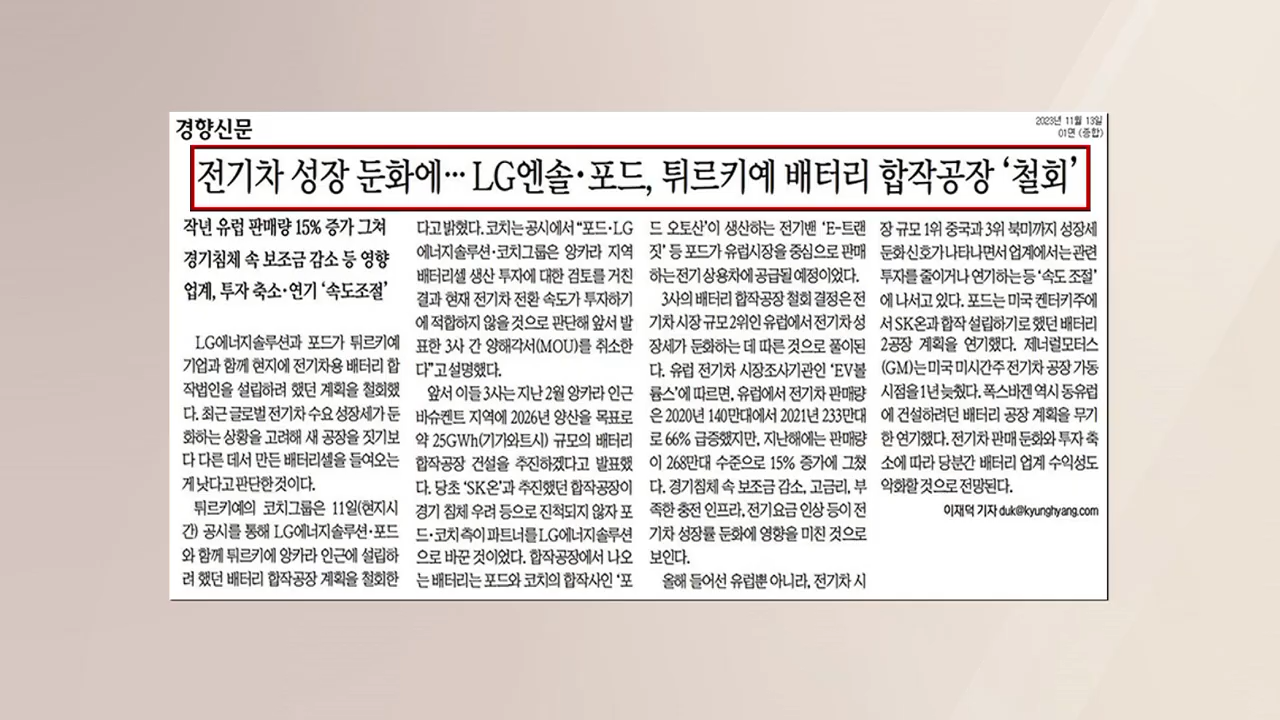 경향신문
2023년 11월 13일
01면 (종합)
전기차 성장 둔화에… LG엔솔·포드, 튀르키예 배터리 합작공장 ‘철회’
작년 유럽 판매량 15% 증가 그쳐
경기침체 속 보조금 감소 등 영향
업계, 투자 축소·연기 ‘속도조절’
LG에너지솔루션과 포드가 튀르키예
기업과 함께 현지에 전기차용 배터리 합
작법인을 설립하려 했던 계획을 철회했
다. 최근 글로벌 전기차 수요 성장세가 둔
화하는 상황을 고려해 새 공장을 짓기보
다 다른 데서 만든 배터리셀을 들여오는
게 낫다고 판단한 것이다.
튀르키예의 코치그룹은 11일(현지시
간) 공시를 통해 LG에너지솔루션·포드
와 함께 튀르키예 앙카라 인근에 설립하
려 했던 배터리 합작공장 계획을 철회한
다고 밝혔다. 코치는 공시에서 “포드·LG
에너지솔루션·코치그룹은 앙카라 지역
배터리셀 생산 투자에 대한 검토를 거친
결과 현재 전기차 전환 속도가 투자하기
에 적합하지 않을 것으로 판단해 앞서 발
표한 3사 간 양해각서(MOU)를 취소한
다”고 설명했다.
앞서 이들 3사는 지난 2월 앙카라 인근
바슈켄트 지역에 2026년 양산을 목표로
약 25GWh(기가와트시) 규모의 배터리
합작공장 건설을 추진하겠다고 발표했
다. 당초 ‘SK온’과 추진했던 합작공장이
경기 침체 우려 등으로 진척되지 않자 포
드·코치 측이 파트너를 LG에너지솔루션
으로 바꾼 것이었다. 합작공장에서 나오
는 배터리는 포드와 코치의 합작사인 ‘포
드 오토산’이 생산하는 전기밴 ‘E-트랜
짓’ 등 포드가 유럽시장을 중심으로 판매
하는 전기 상용차에 공급될 예정이었다.
3사의 배터리 합작공장 철회 결정은 전
기차 시장 규모 2위인 유럽에서 전기차 성
장세가 둔화하는 데 따른 것으로 풀이된
다. 유럽 전기차 시장조사기관인 ‘EV볼
륨스’에 따르면, 유럽에서 전기차 판매량
은 2020년 140만대에서 2021년 233만대
로 66% 급증했지만, 지난해에는 판매량
이 268만대 수준으로 15% 증가에 그쳤
다. 경기침체 속 보조금 감소, 고금리, 부
족한 충전 인프라, 전기요금 인상 등이 전
기차 성장률 둔화에 영향을 미친 것으로
보인다.
올해 들어선 유럽뿐 아니라, 전기차 시
장 규모 1위 중국과 3위 북미까지 성장세
둔화 신호가 나타나면서 업계에서는 관련
투자를 줄이거나 연기하는 등 ‘속도 조절’
에 나서고 있다. 포드는 미국 켄터키주에
서 SK온과 합작 설립하기로 했던 배터리
2공장 계획을 연기했다. 제너럴모터스
(GM)는 미국 미시간주 전기차 공장 가동
시점을 1년 늦췄다. 폭스바겐 역시 동유럽
에 건설하려던 배터리 공장 계획을 무기
한 연기했다. 전기차 판매 둔화와 투자 축
소에 따라 당분간 배터리 업계 수익성도
악화할 것으로 전망된다.
이재덕 기자 duk@kyunghyang.com